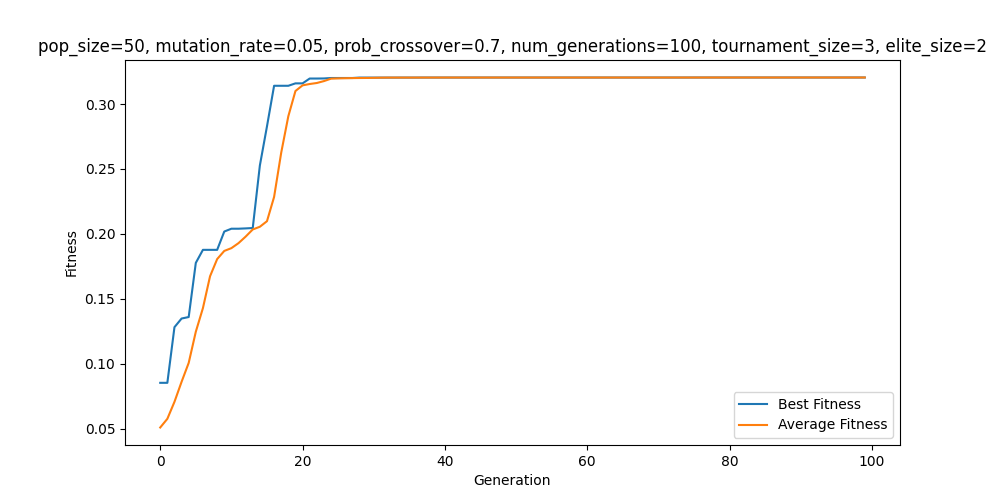 pop_size=50, mutation_rate=0.05, prob_crossover=0.7, num_generations=100, tournament_size=3, elite_size=2
0.30
0.25
0.20
0.15
0.10
0.05
Fitness
Best Fitness
Average Fitness
0 20 40 60 80 100
Generation